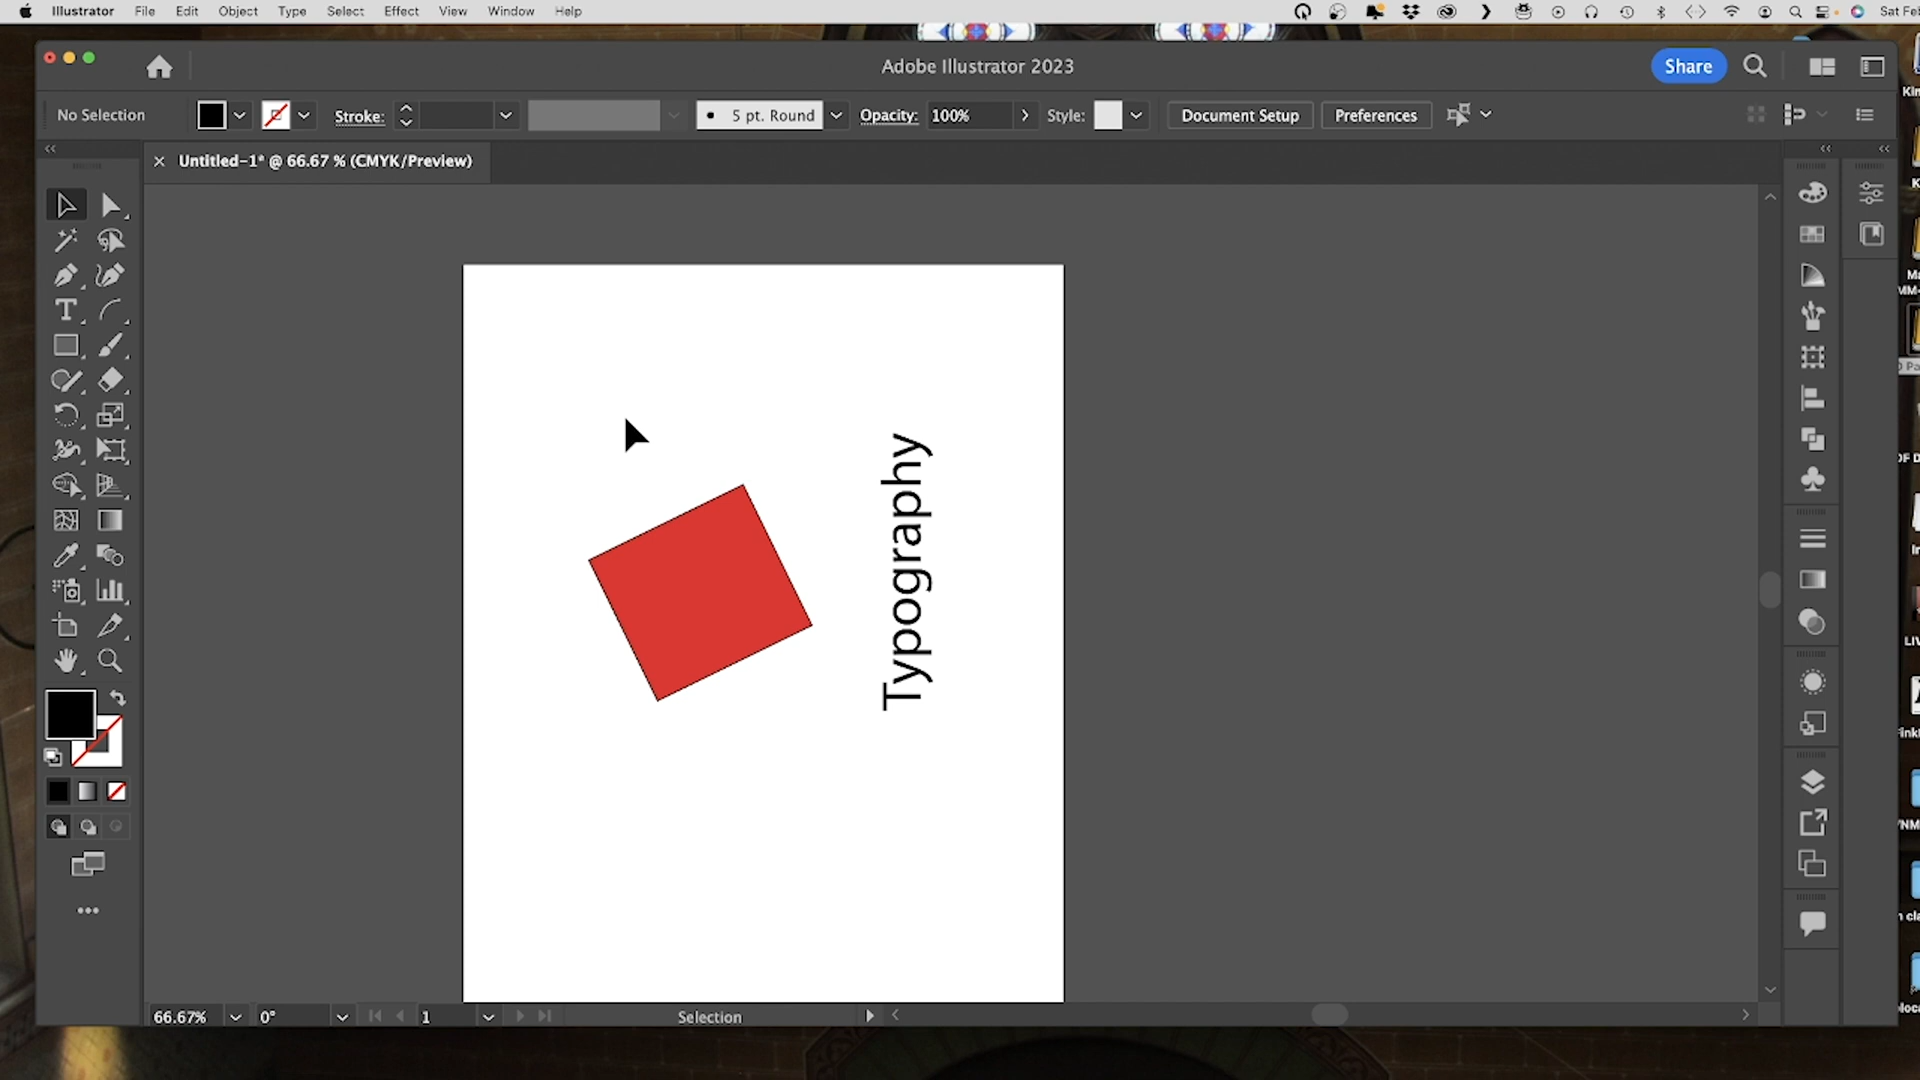 Illustrator File Edit Object Type Select Effect View Window Help
Adobe Illustrator 2023
Share
No Selection
Stroke:
5 pt. Round
Opacity: 100%
Style:
Document Setup
Preferences
Untitled-1* @ 66.67 % (CMYK/Preview)
Typography
66.67%
0°
1
Selection